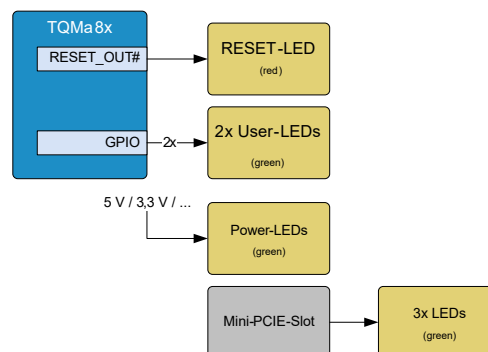 TQMa8x
RESET_OUT#
RESET-LED
(red)
GPIO
2x
2x User-LEDs
(green)
5 V / 3,3 V / ...
Power-LEDs
(green)
Mini-PCIE-Slot
3x LEDs
(green)